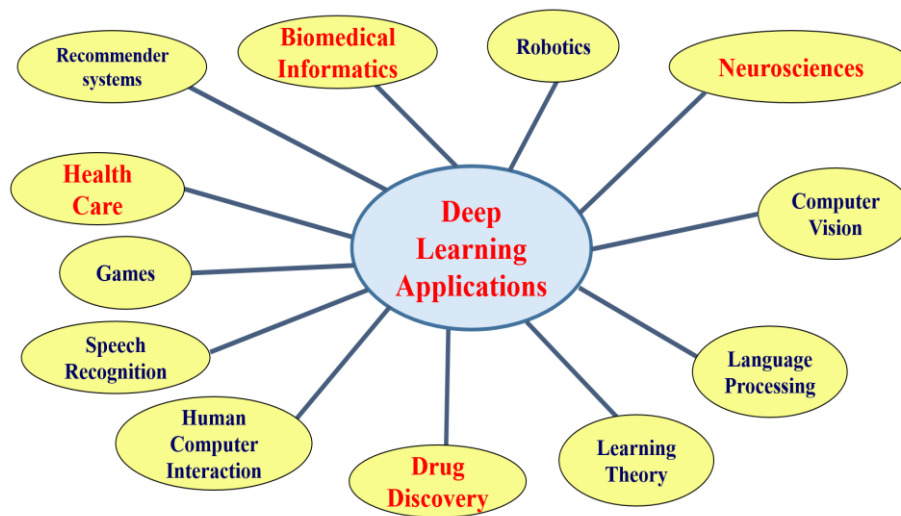 Recommender
systems
Biomedical
Informatics
Robotics
Neurosciences
Health
Care
Deep
Learning
Applications
Computer
Vision
Games
Speech
Recognition
Language
Processing
Human
Computer
Interaction
Drug
Discovery
Learning
Theory